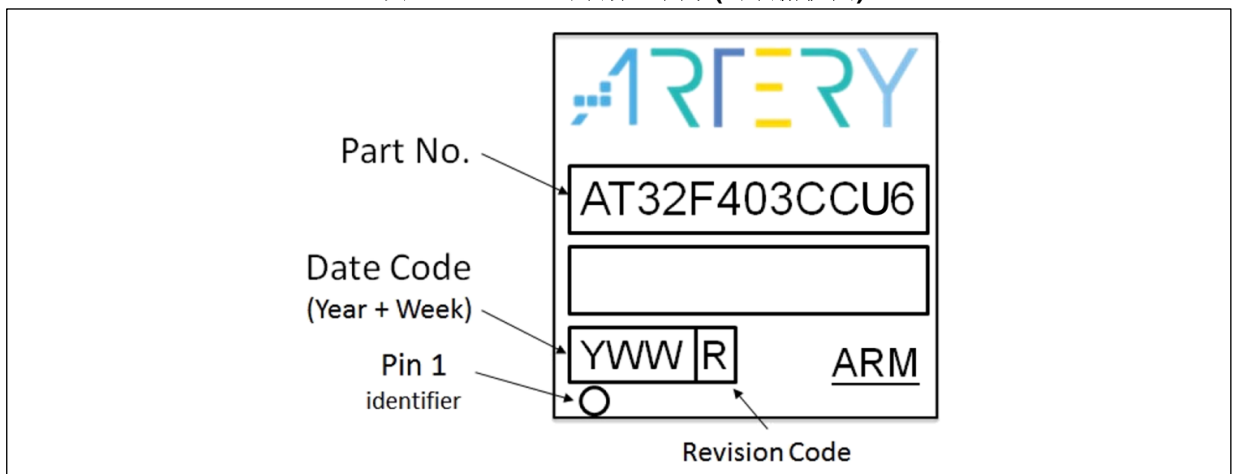 ARTERY
Part No.
AT32F403CCU6
Date Code
(Year + Week)
YWW R
ARM
Pin 1
identifier
Revision Code